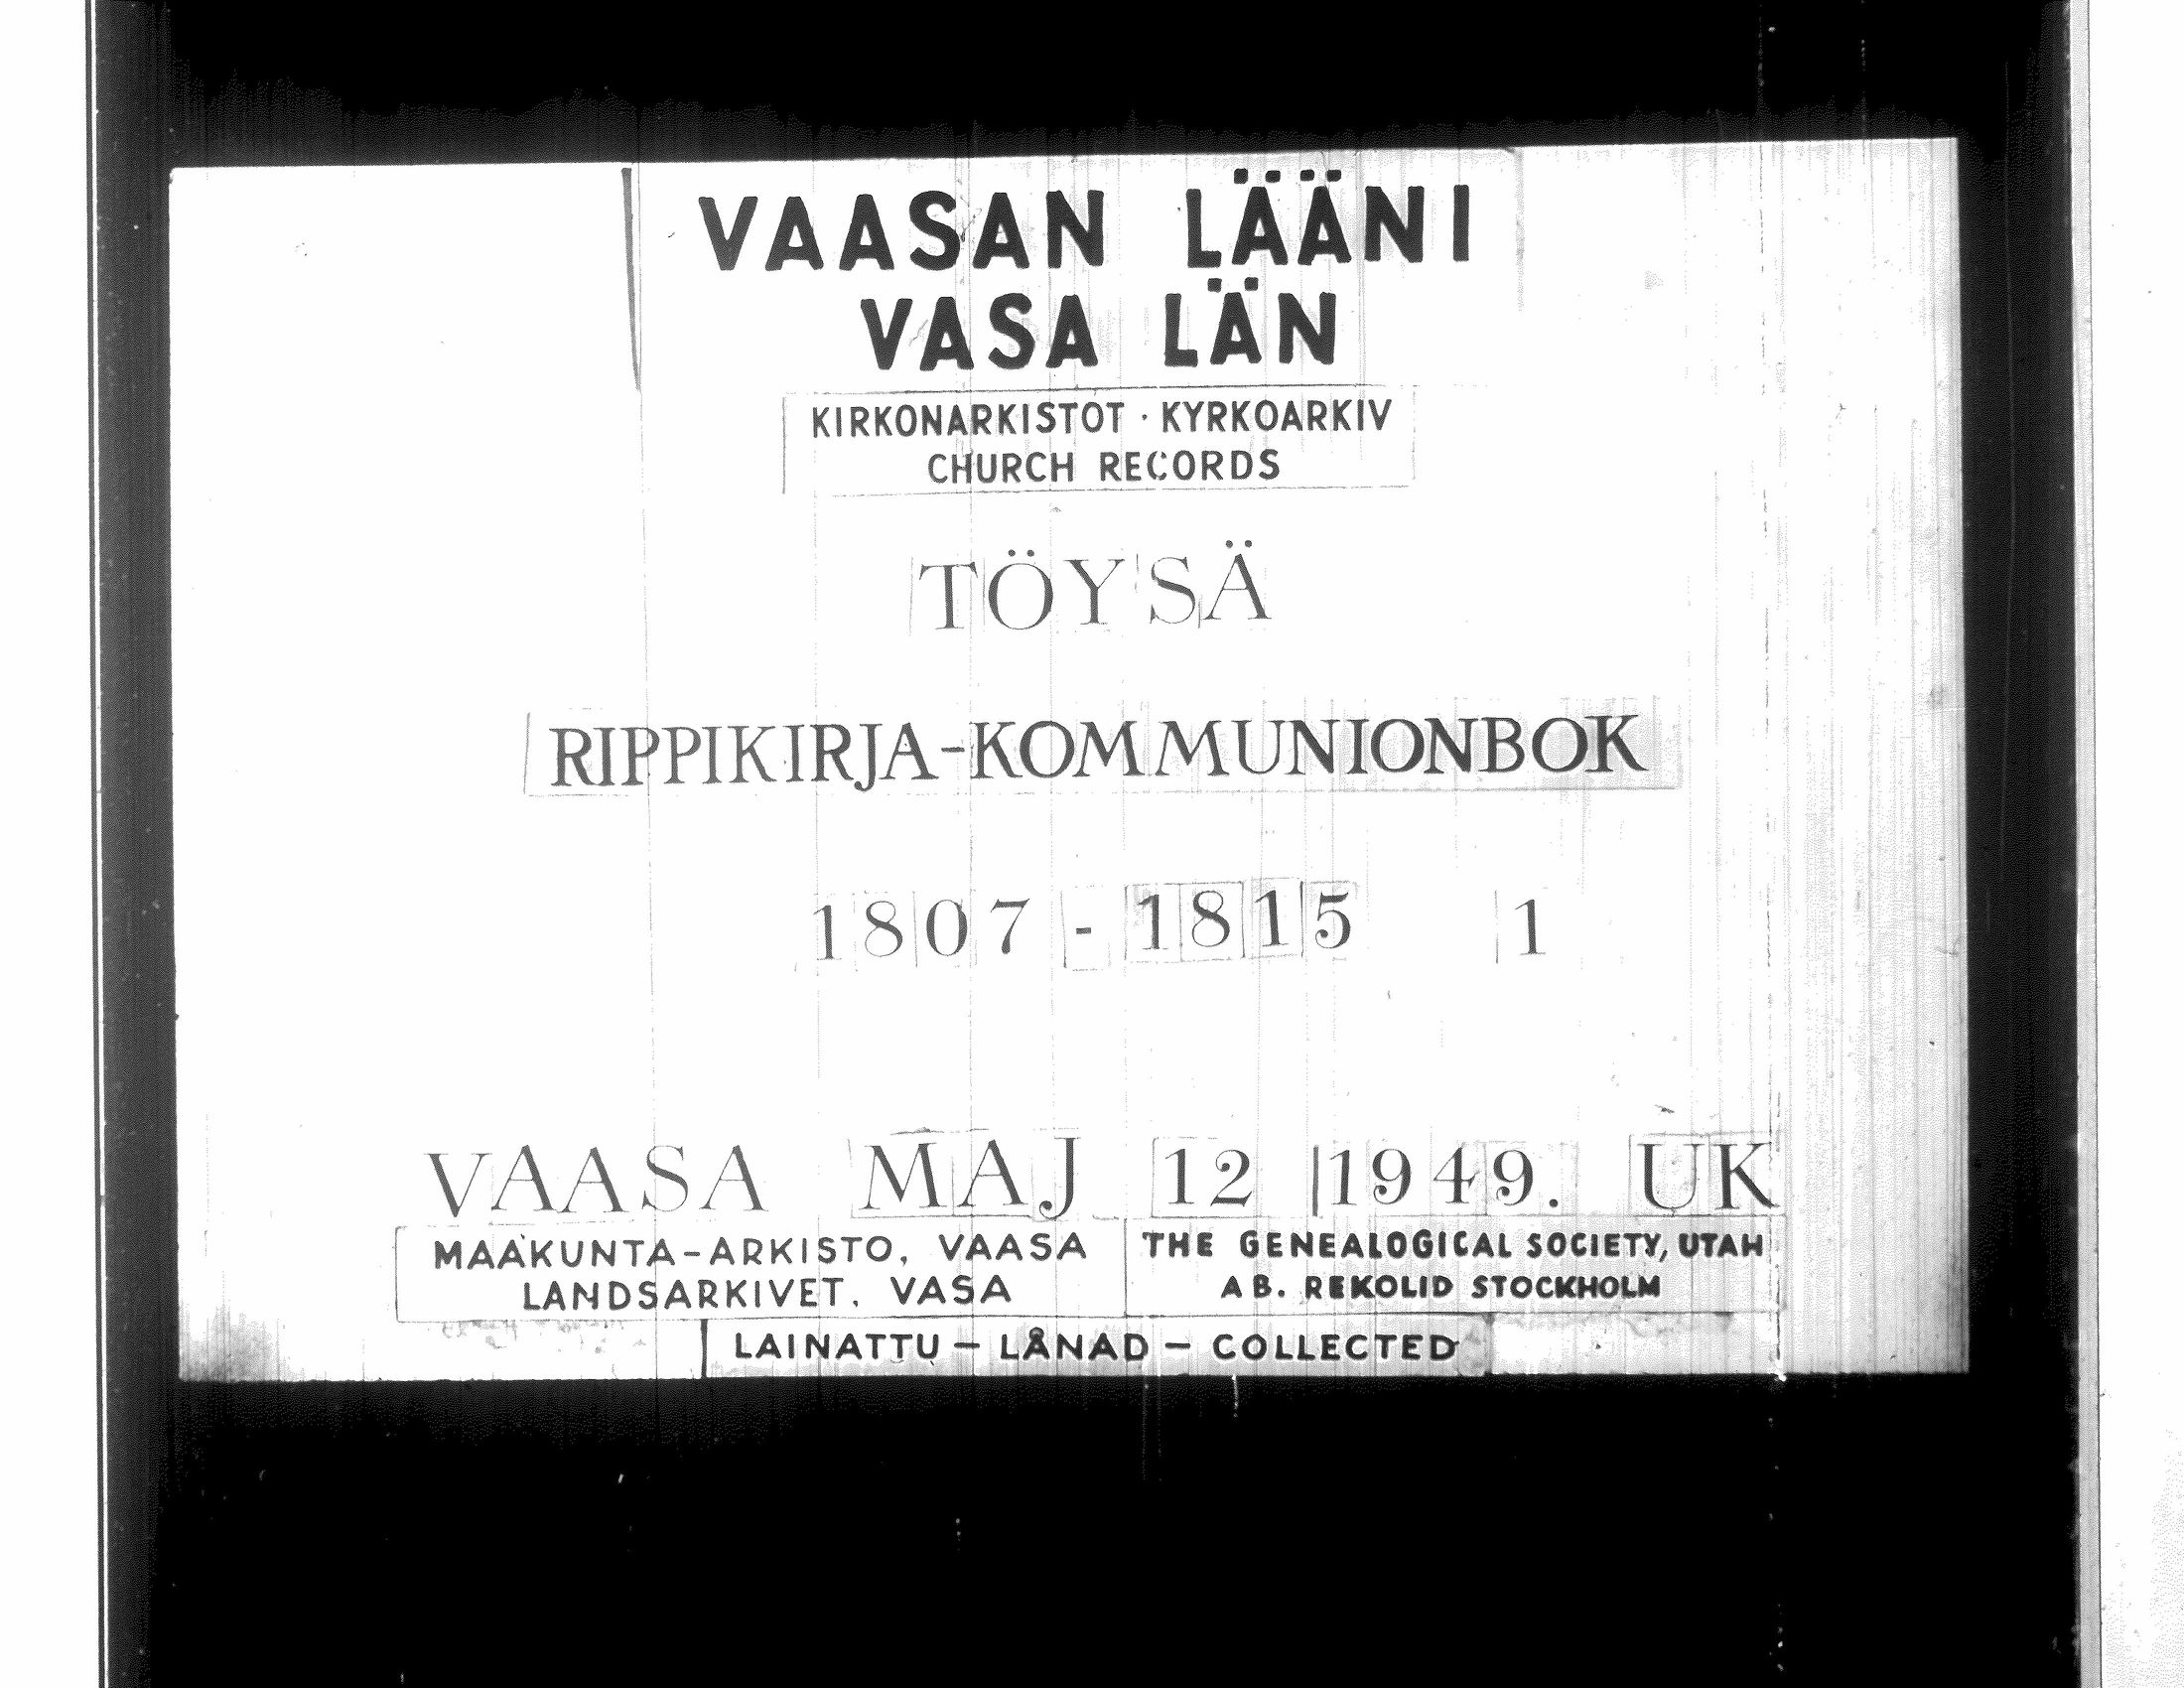 VAASAN LÄÄNI
VASA LÄN
KIRKONARKISTOT · KYRKOARKIV
CHURCH RECORDS
TÖYSÄ
RIPPIKIRJA-KOMMUNIONBOK
1807 - 1815 1
VAASA MAJ 12 1949. UK
MAAKUNTA-ARKISTO, VAASA
LANDSARKIVET, VASA
THE GENEALOGICAL SOCIETY, UTAH
AB. REKOLID STOCKHOLM
LAINATTU - LÅNAD - COLLECTED